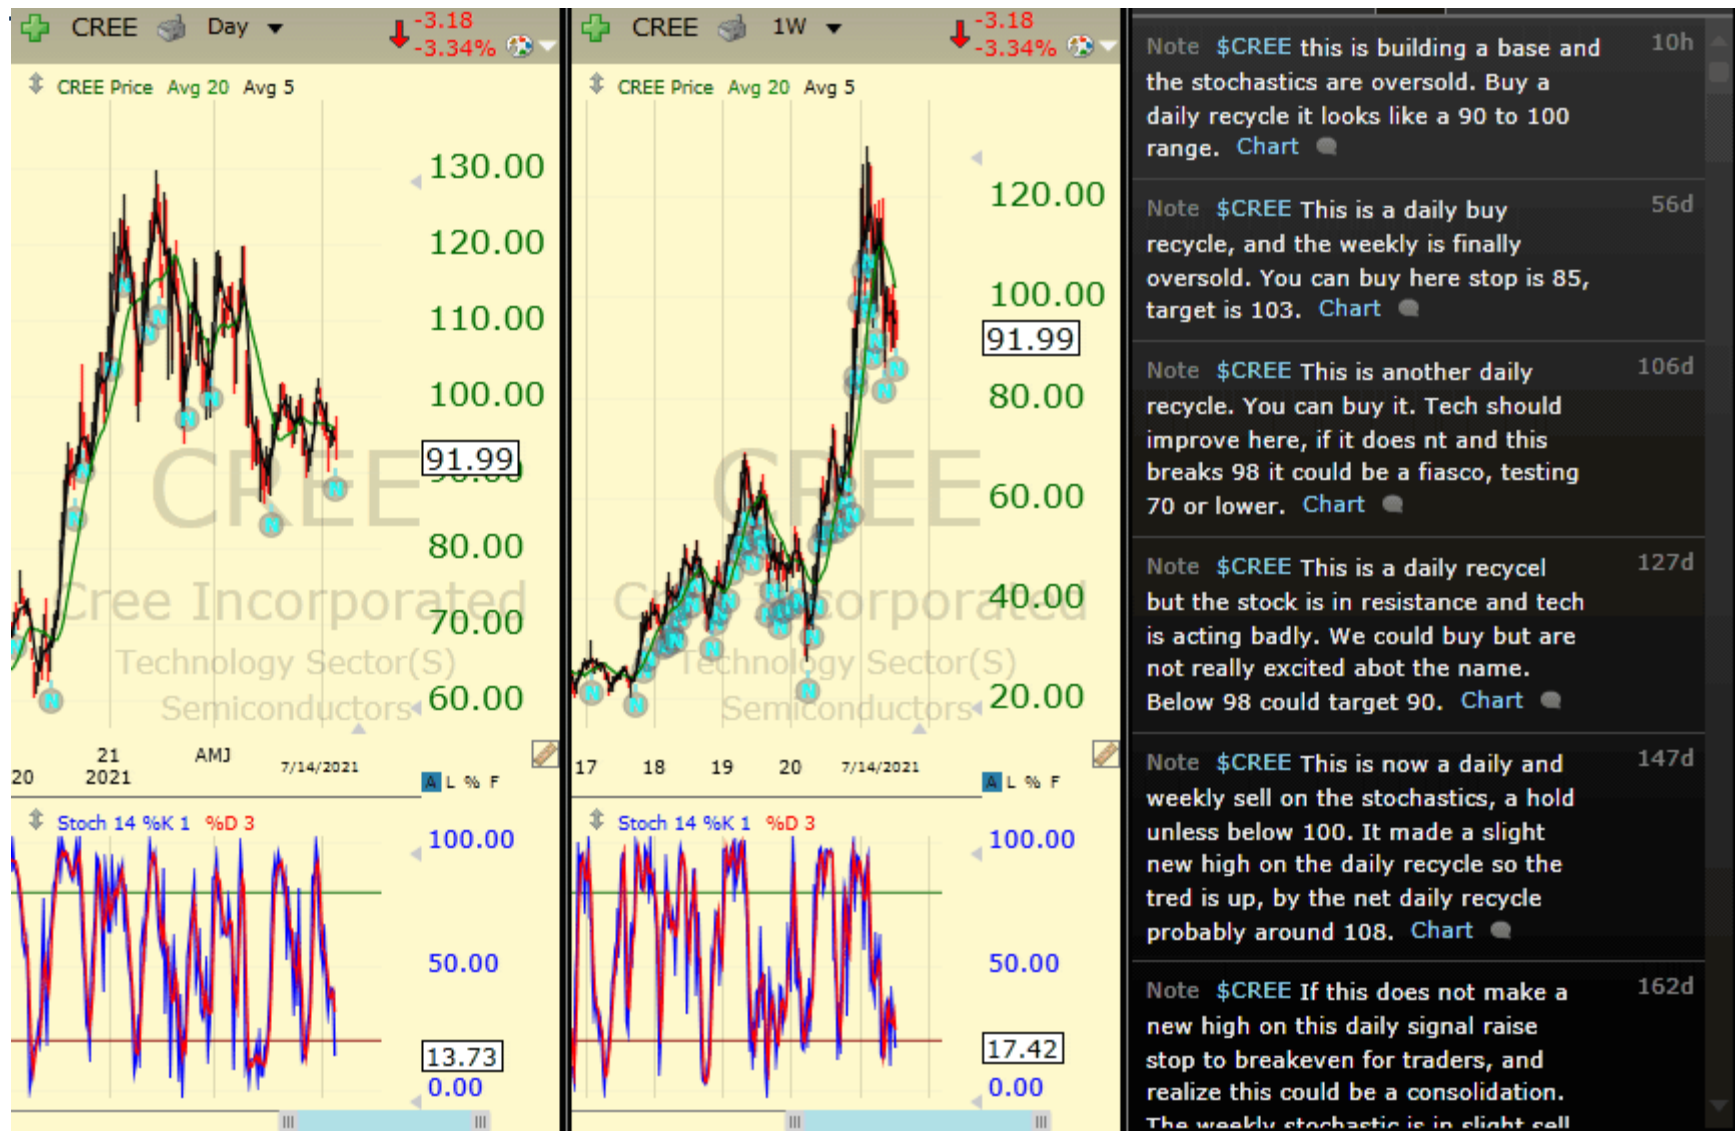 CREE Day -3.18
-3.34%
CREE Price Avg 20 Avg 5
130.00
120.00
110.00
100.00
91.99
80.00
70.00
60.00
CREE
Cree Incorporated
Technology Sector(S)
Semiconductors
20 21 2021 AMJ 7/14/2021
A L % F
Stoch 14 %K 1 %D 3
100.00
50.00
13.73
0.00
CREE 1W -3.18
-3.34%
CREE Price Avg 20 Avg 5
120.00
100.00
91.99
80.00
60.00
40.00
20.00
CREE
Technology Sector(S)
Semiconductors
17 18 19 20 7/14/2021
A L % F
Stoch 14 %K 1 %D 3
100.00
50.00
17.42
0.00
Note $CREE this is building a base and 10h
the stochastics are oversold. Buy a
daily recycle it looks like a 90 to 100
range. Chart
Note $CREE This is a daily buy 56d
recycle, and the weekly is finally
oversold. You can buy here stop is 85,
target is 103. Chart
Note $CREE This is another daily 106d
recycle. You can buy it. Tech should
improve here, if it does nt and this
breaks 98 it could be a fiasco, testing
70 or lower. Chart
Note $CREE This is a daily recycel 127d
but the stock is in resistance and tech
is acting badly. We could buy but are
not really excited abot the name.
Below 98 could target 90. Chart
Note $CREE This is now a daily and 147d
weekly sell on the stochastics, a hold
unless below 100. It made a slight
new high on the daily recycle so the
tred is up, by the net daily recycle
probably around 108. Chart
Note $CREE If this does not make a 162d
new high on this daily signal raise
stop to breakeven for traders, and
realize this could be a consolidation.
The weekly stochastic is in slight sell